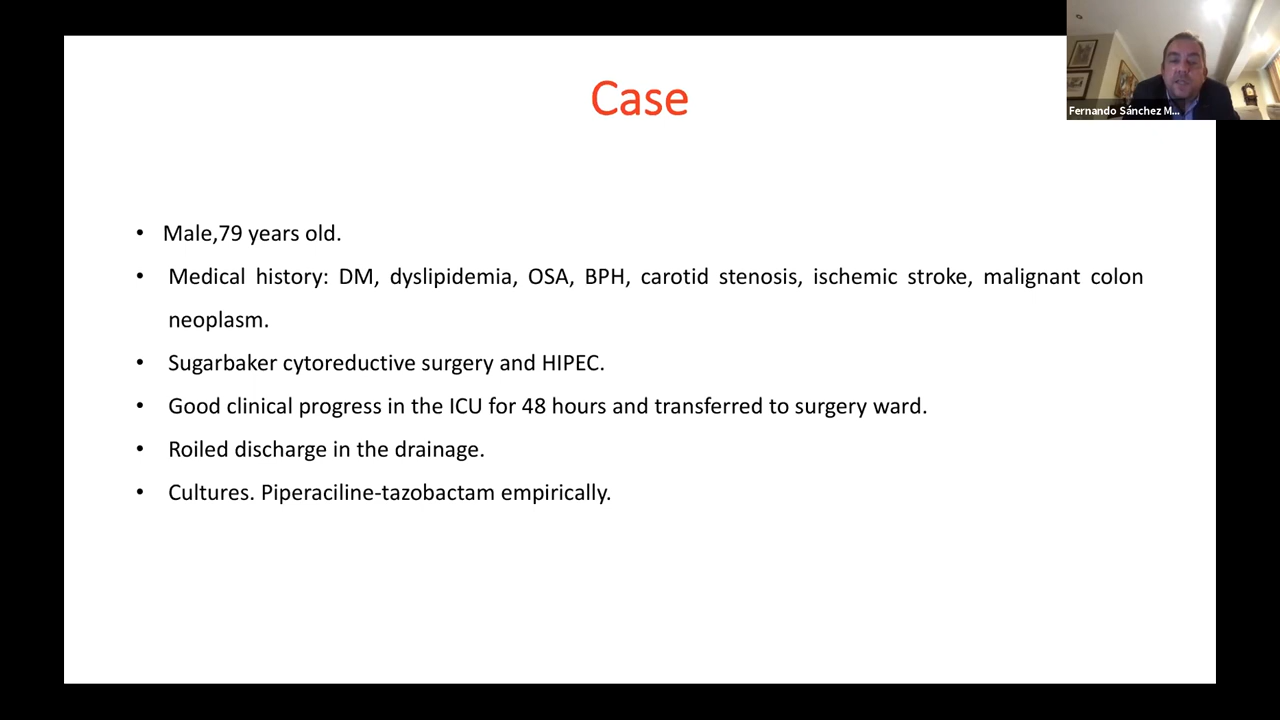 Case
Fernando Sánchez M...
• Male,79 years old.
• Medical history: DM, dyslipidemia, OSA, BPH, carotid stenosis, ischemic stroke, malignant colon
neoplasm.
• Sugarbaker cytoreductive surgery and HIPEC.
• Good clinical progress in the ICU for 48 hours and transferred to surgery ward.
• Roiled discharge in the drainage.
• Cultures. Piperaciline-tazobactam empirically.